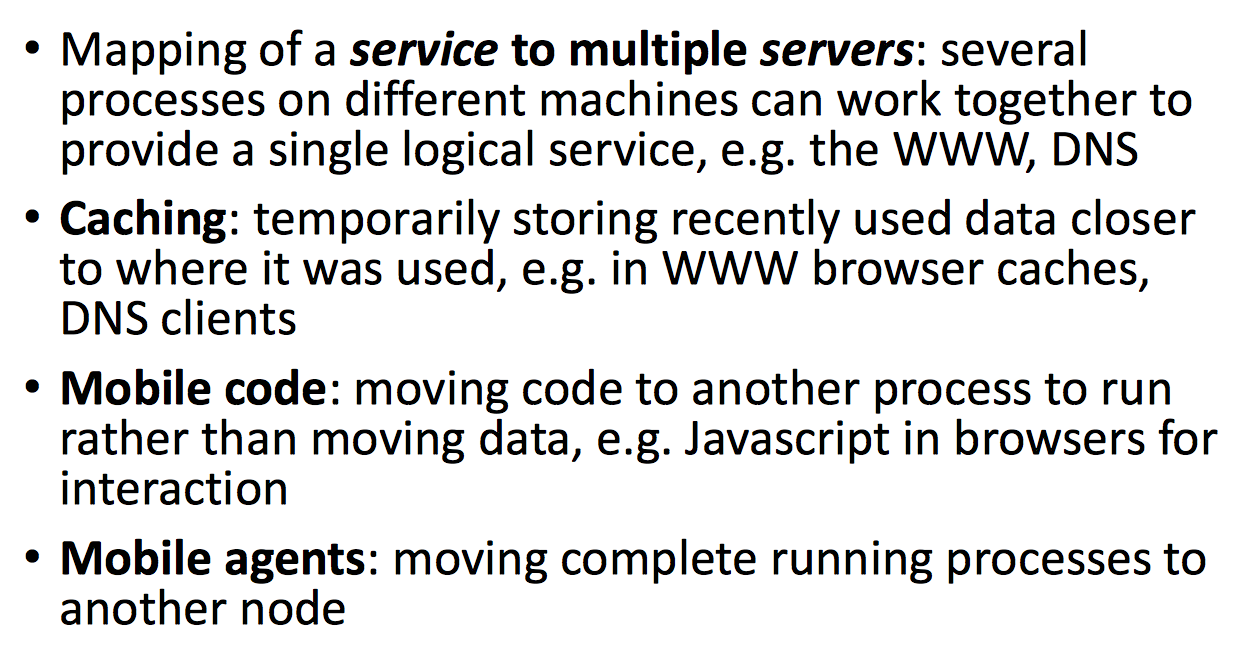 • Mapping of a service to multiple servers: several
processes on different machines can work together to
provide a single logical service, e.g. the WWW, DNS
• Caching: temporarily storing recently used data closer
to where it was used, e.g. in WWW browser caches,
DNS clients
• Mobile code: moving code to another process to run
rather than moving data, e.g. Javascript in browsers for
interaction
• Mobile agents: moving complete running processes to
another node